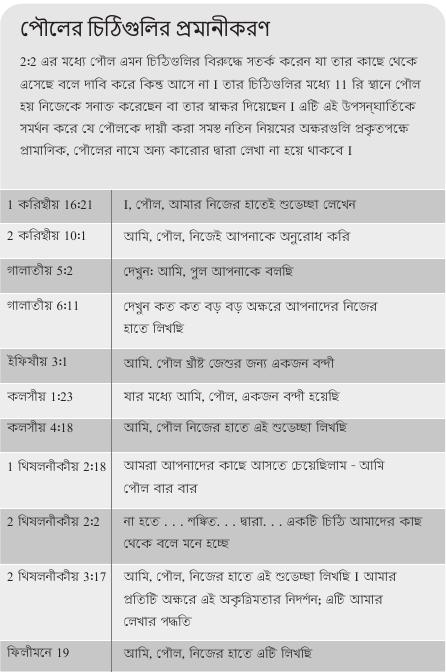 পৌলের চিঠিগুলির প্রমানীকরণ
2:2 এর মধ্যে পৌল এমন চিঠিগুলির বিরুদ্ধে সতর্ক করেন যা তার কাছে থেকে
এসেছে বলে দাবি করে কিন্তু আসে না I তার চিঠিগুলির মধ্যে 11 রি স্থানে পৌল
হয় নিজেকে সনাক্ত করেছেন বা তার স্বাক্ষর দিয়েছেন I এটি এই উপসন্ঘার্তিকে
সমর্থন করে যে পৌলকে দায়ী করা সমস্ত নতিন নিয়মের অক্ষরগুলি প্রকৃতপক্ষে
প্রামাণিক, পৌলের নামে অন্য কারোর দ্বারা লেখা না হয়ে থাকবে I
1 করিন্থীয় 16:21 I, পৌল, আমার নিজের হাতেই শুভেচ্ছা লেখেন
2 করিন্থীয় 10:1 আমি, পৌল, নিজেই আপনাকে অনুরোধ করি
গালাতীয় 5:2 দেখুন: আমি, পুল আপনাকে বলছি
গালাতীয় 6:11 দেখুন কত কত বড় বড় অক্ষরে আপনাদের নিজের
হাতে লিখছি
ইফিষীয় 3:1 আমি. পৌল খ্রীষ্ট জেশুর জন্য একজন বন্দী
কলসীয় 1:23 যার মধ্যে আমি, পৌল, একজন বন্দী হয়েছি
কলসীয় 4:18 আমি, পৌল নিজের হাতে এই শুভেচ্ছা লিখছি
1 থিষলনীকীয় 2:18 আমরা আপনাদের কাছে আসতে চেয়েছিলাম - আমি
পৌল বার বার
2 থিষলনীকীয় 2:2 না হতে . . . শঙ্কিত. . . দ্বারা. . . একটি চিঠি আমাদের কাছ
থেকে বলে মনে হচ্ছে
2 থিষলনীকীয় 3:17 আমি, পৌল, নিজের হাতে এই শুভেচ্ছা লিখছি I আমার
প্রতিটি অক্ষরে এই অকৃত্রিমতার নিদর্শন; এটি আমার
লেখার পদ্ধতি
ফিলীমনে 19 আমি, পৌল, নিজের হাতে এটি লিখছি